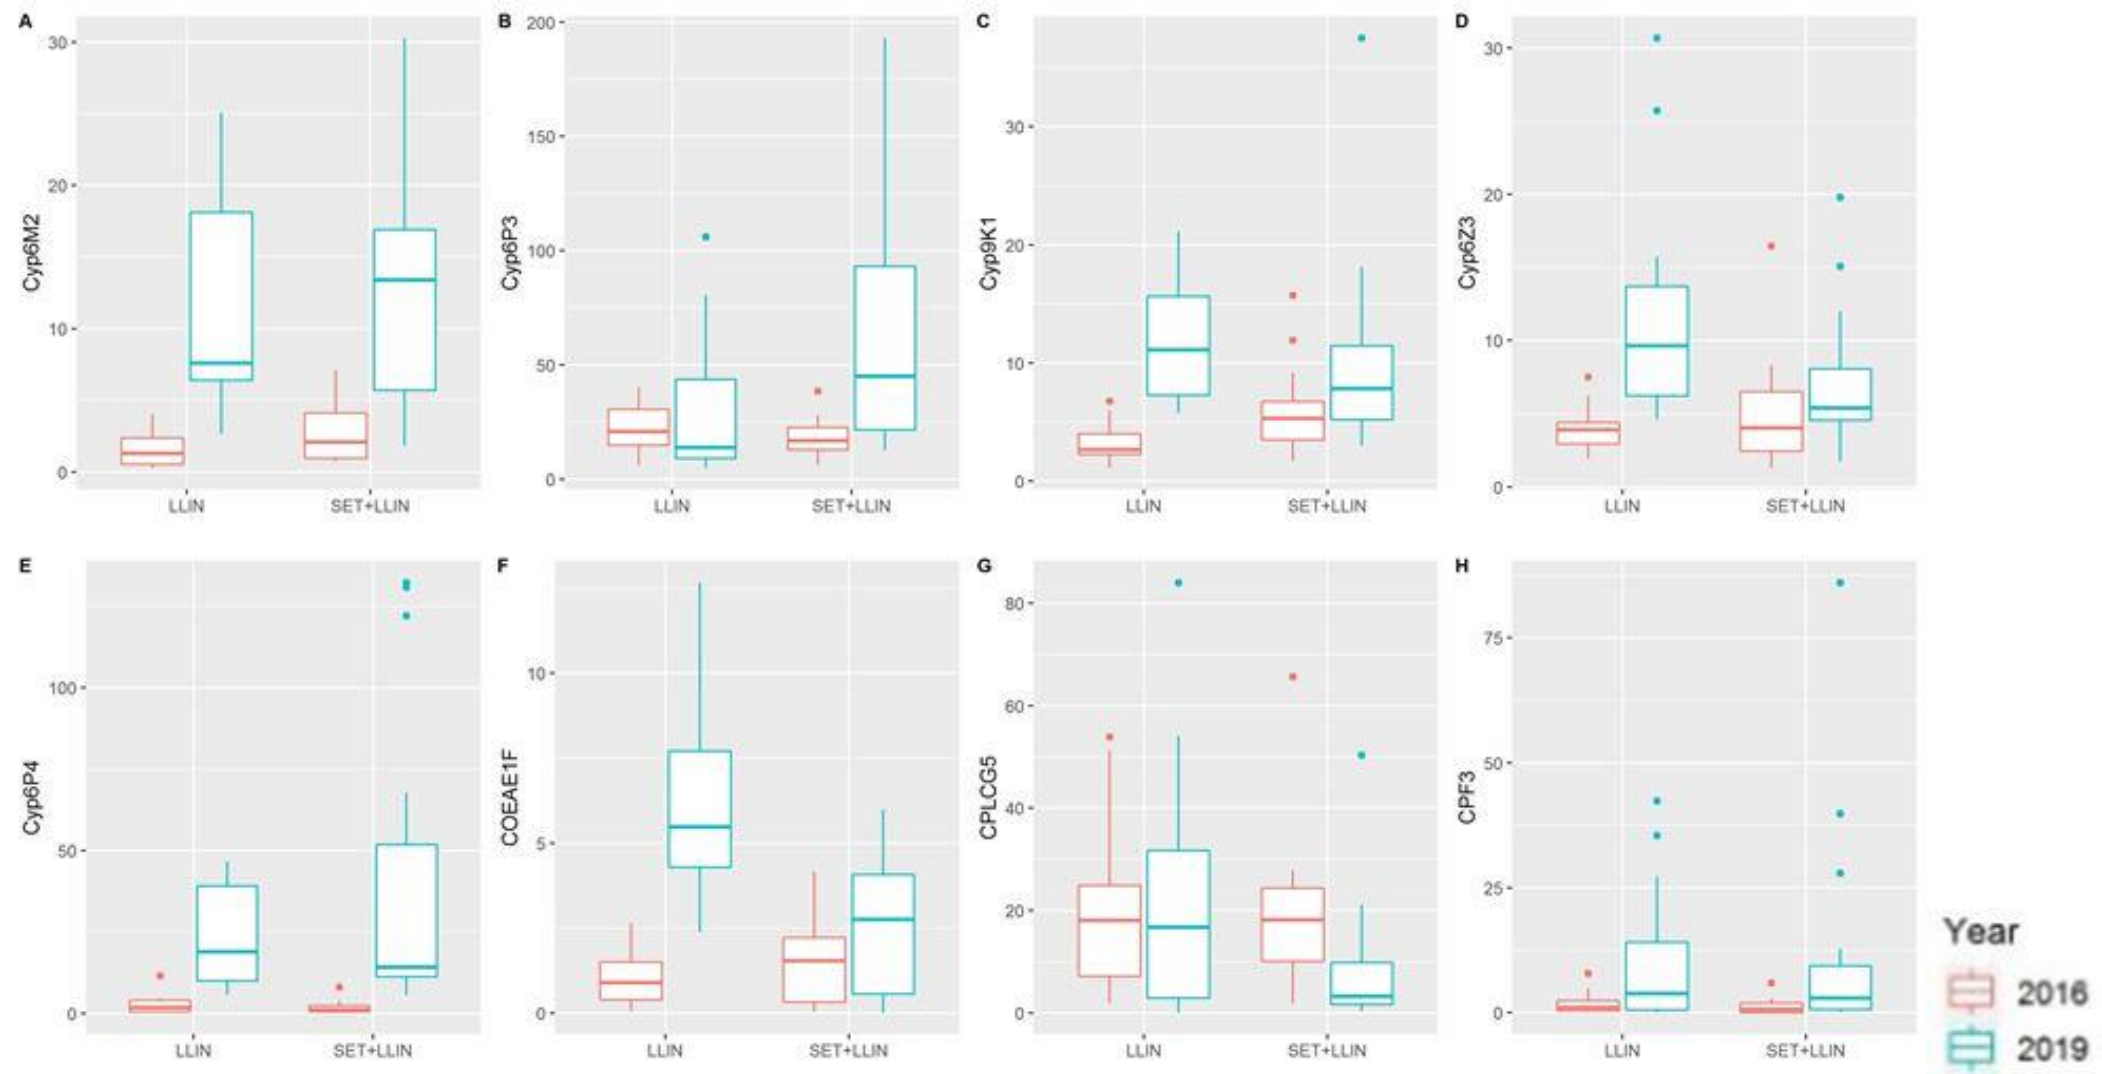 A
Cyp6M2
30
20
10
0
LLIN SET+LLIN
B
Cyp6P3
200
150
100
50
0
LLIN SET+LLIN
C
Cyp9K1
30
20
10
0
LLIN SET+LLIN
D
Cyp6Z3
30
20
10
0
LLIN SET+LLIN
E
Cyp6P4
100
50
0
LLIN SET+LLIN
F
COEAE1F
10
5
0
LLIN SET+LLIN
G
CPLCG5
80
60
40
20
0
LLIN SET+LLIN
H
CPF3
75
50
25
0
LLIN SET+LLIN
Year
2016
2019